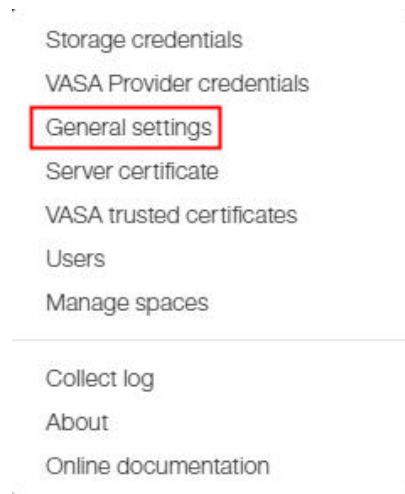 Storage credentials
VASA Provider credentials
General settings
Server certificate
VASA trusted certificates
Users
Manage spaces
Collect log
About
Online documentation